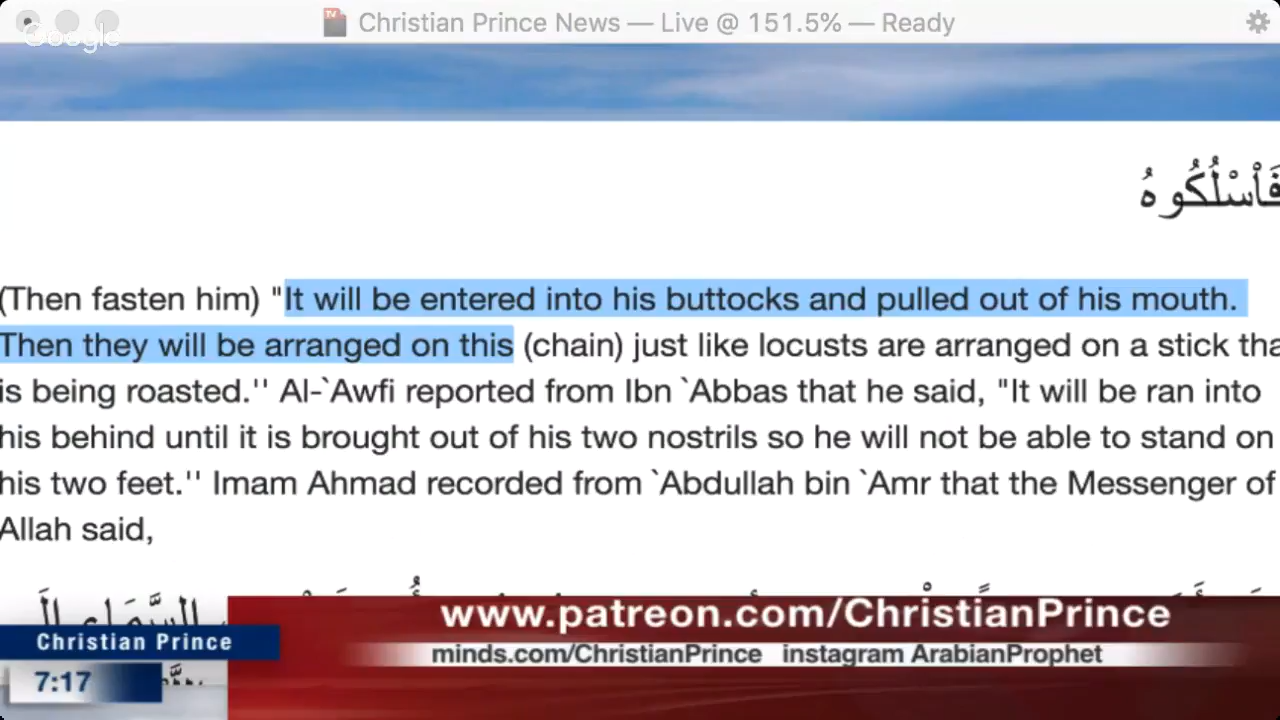 Christian Prince News — Live @ 151.5% — Ready
Google
فَاْسْلُكُوهُ
(Then fasten him) "It will be entered into his buttocks and pulled out of his mouth.
Then they will be arranged on this (chain) just like locusts are arranged on a stick tha
is being roasted.'' Al-`Awfi reported from Ibn `Abbas that he said, "It will be ran into
his behind until it is brought out of his two nostrils so he will not be able to stand on
his two feet.'' Imam Ahmad recorded from `Abdullah bin `Amr that the Messenger of
Allah said,
www.patreon.com/ChristianPrince
Christian Prince
minds.com/ChristianPrince instagram ArabianProphet
7:17